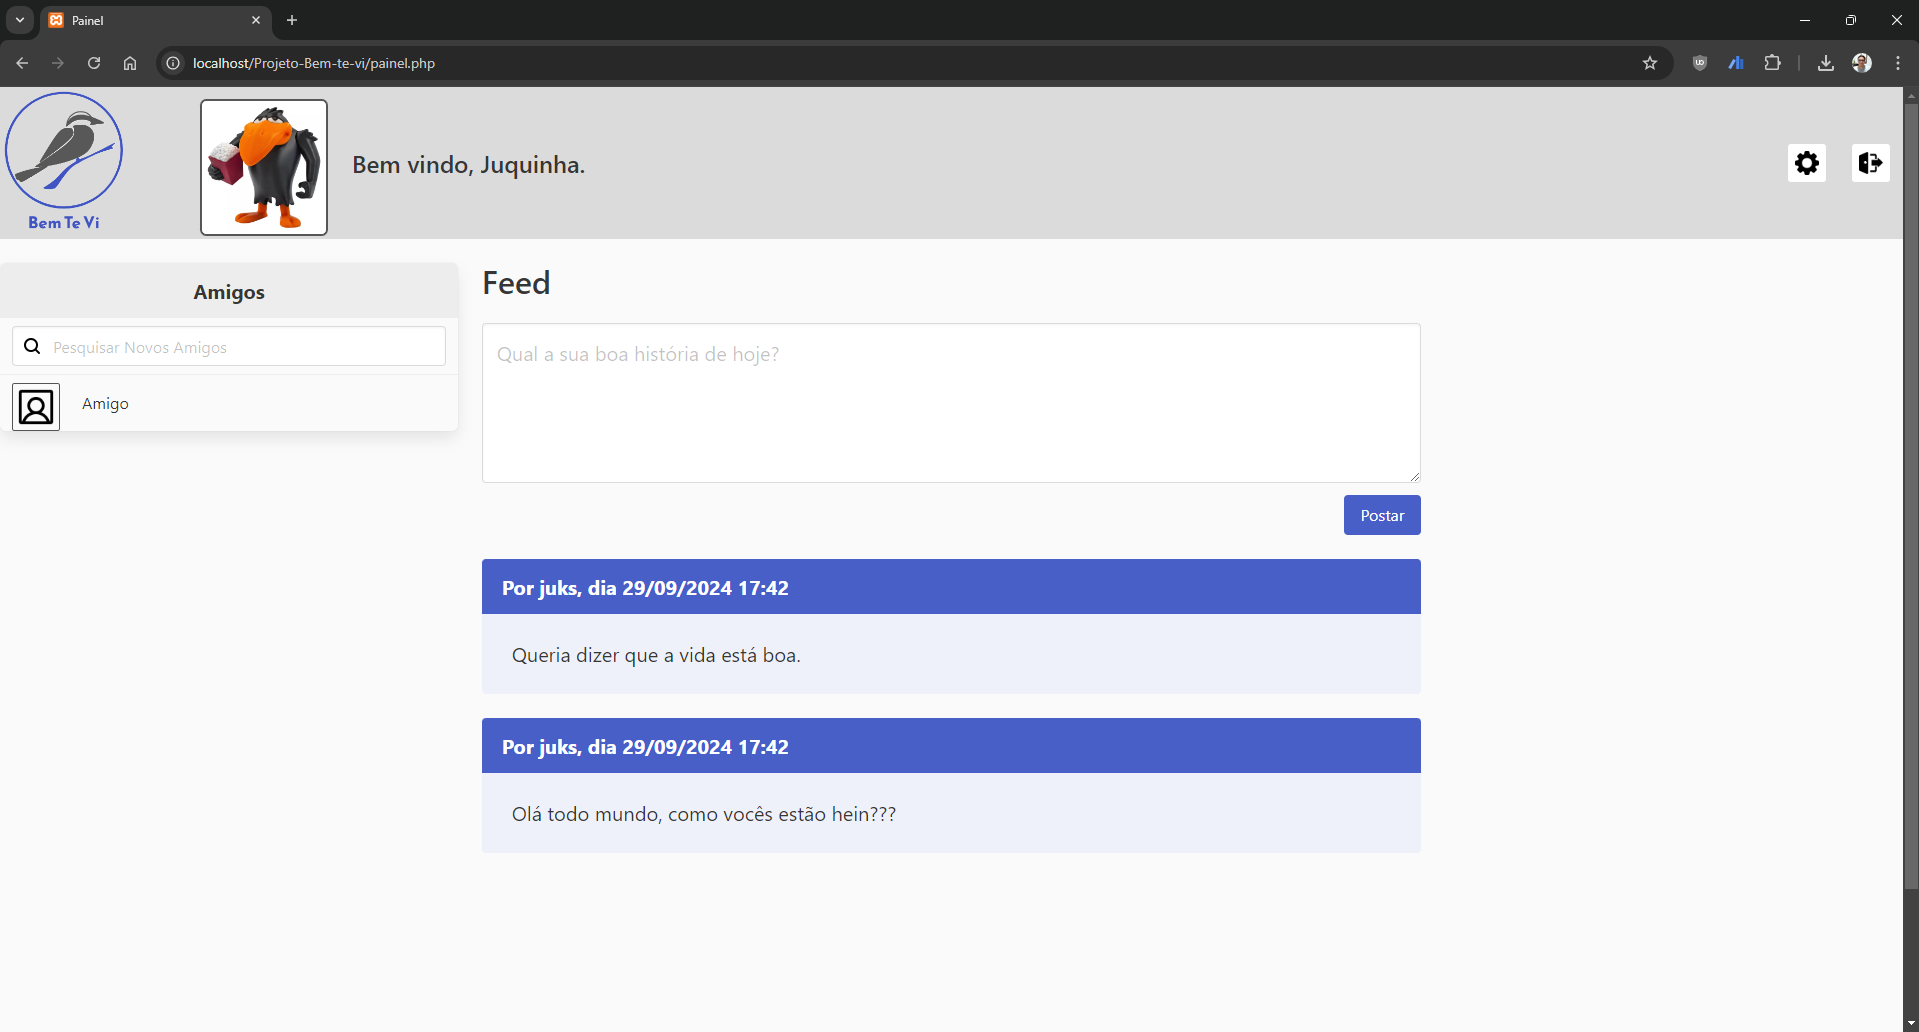 Painel
localhost/Projeto-Bem-te-vi/painel.php
Bem Te Vi
Bem vindo, Juquinha.
Amigos
Pesquisar Novos Amigos
Amigo
Feed
Qual a sua boa história de hoje?
Postar
Por juks, dia 29/09/2024 17:42
Queria dizer que a vida está boa.
Por juks, dia 29/09/2024 17:42
Olá todo mundo, como vocês estão hein???